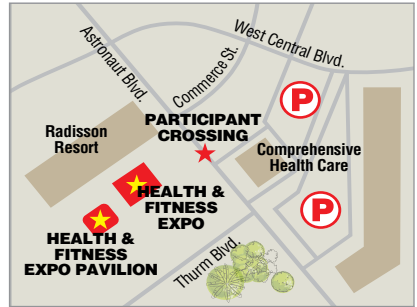 West Central Blvd.
Astronaut Blvd.
Commerce St.
P
PARTICIPANT
CROSSING
Radisson
Resort
Comprehensive
Health Care
HEALTH &
FITNESS
EXPO
P
HEALTH &
FITNESS
EXPO PAVILION
Thurm Blvd.